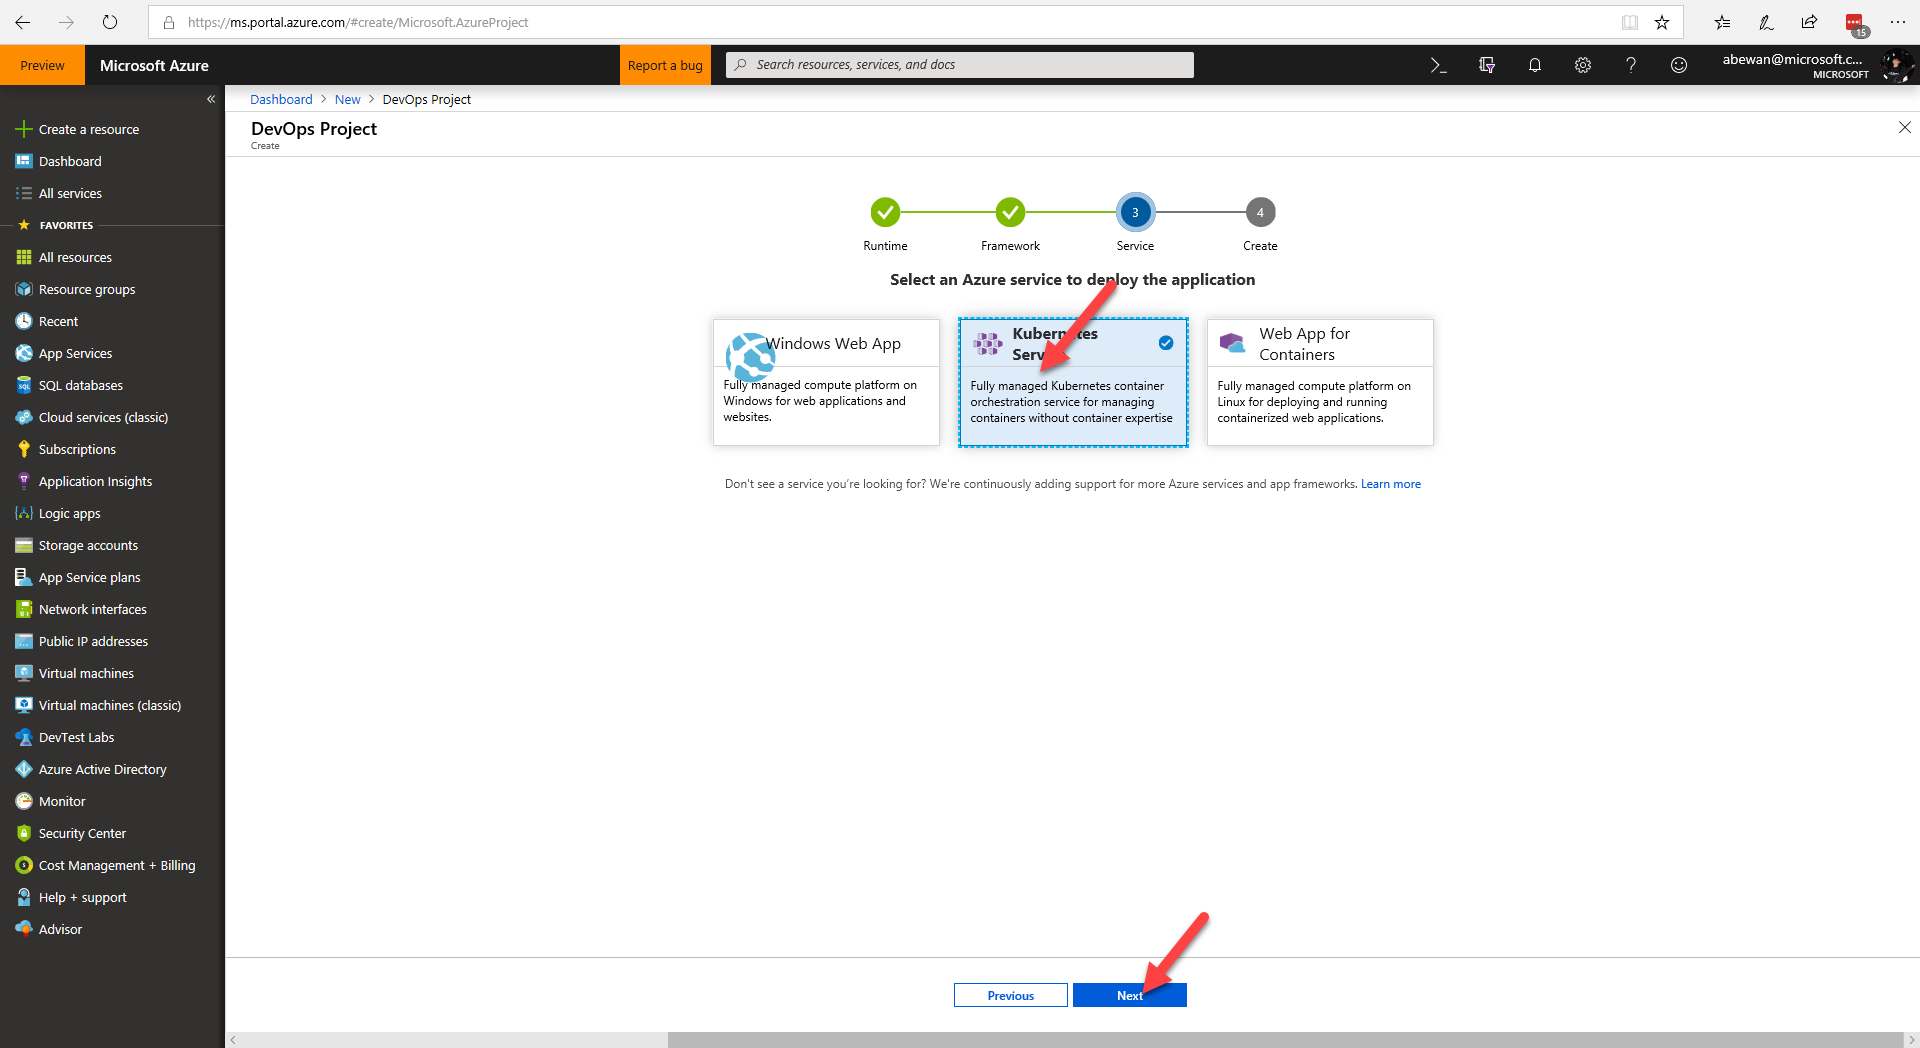 https://ms.portal.azure.com/#create/Microsoft.AzureProject
15
Preview
Microsoft Azure
Report a bug
Search resources, services, and docs
abewan@microsoft.c...
MICROSOFT
Dashboard > New > DevOps Project
DevOps Project
Create
Create a resource
Dashboard
All services
FAVORITES
All resources
Resource groups
Recent
App Services
SQL databases
Cloud services (classic)
Subscriptions
Application Insights
Logic apps
Storage accounts
App Service plans
Network interfaces
Public IP addresses
Virtual machines
Virtual machines (classic)
DevTest Labs
Azure Active Directory
Monitor
Security Center
Cost Management + Billing
Help + support
Advisor
3
4
Runtime
Framework
Service
Create
Select an Azure service to deploy the application
Windows Web App
Fully managed compute platform on
Windows for web applications and
websites.
Kubernetes
Service
Fully managed Kubernetes container
orchestration service for managing
containers without container expertise
Web App for
Containers
Fully managed compute platform on
Linux for deploying and running
containerized web applications.
Don't see a service you're looking for? We're continuously adding support for more Azure services and app frameworks. Learn more
Previous
Next